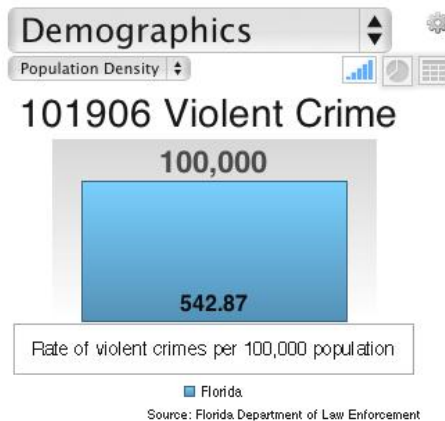 Demographics
Population Density
101906 Violent Crime
100,000
542.87
Rate of violent crimes per 100,000 population
Florida
Source: Florida Department of Law Enforcement